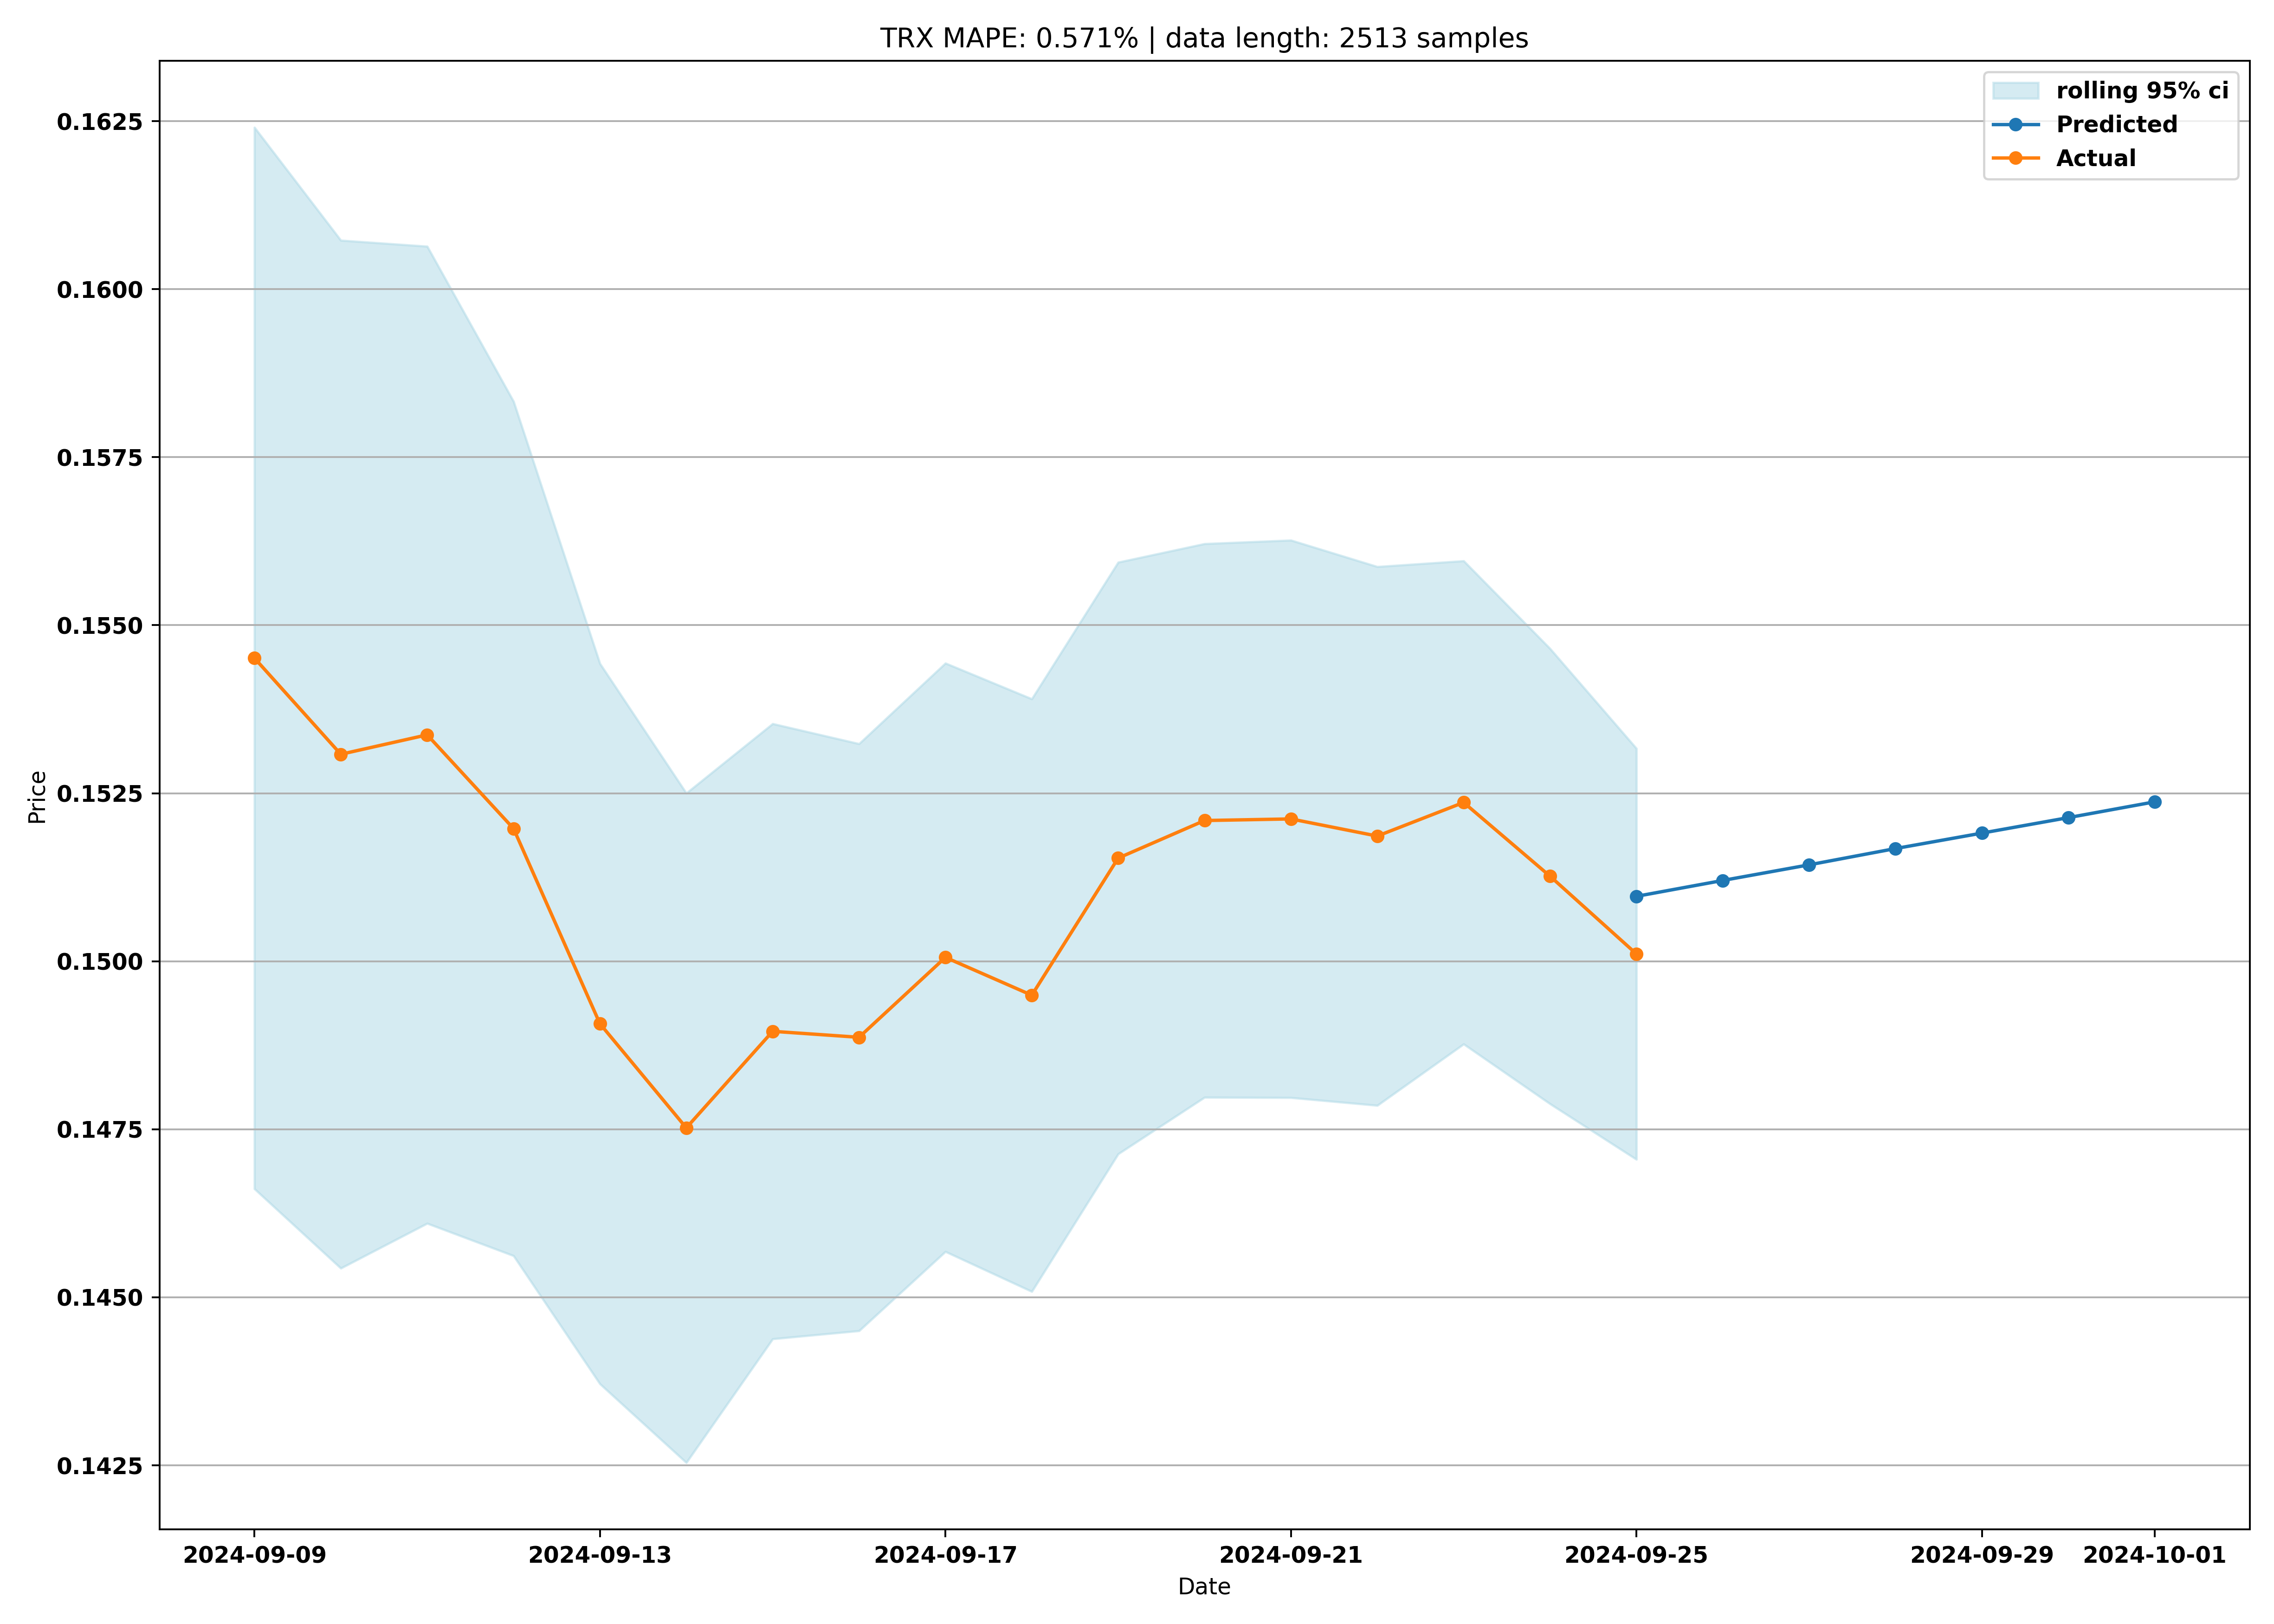 TRX MAPE: 0.571% | data length: 2513 samples
rolling 95% ci
Predicted
Actual
0.1625
0.1600
0.1575
0.1550
0.1525
0.1500
0.1475
0.1450
0.1425
Price
2024-09-09 2024-09-13 2024-09-17 2024-09-21 2024-09-25 2024-09-29 2024-10-01
Date